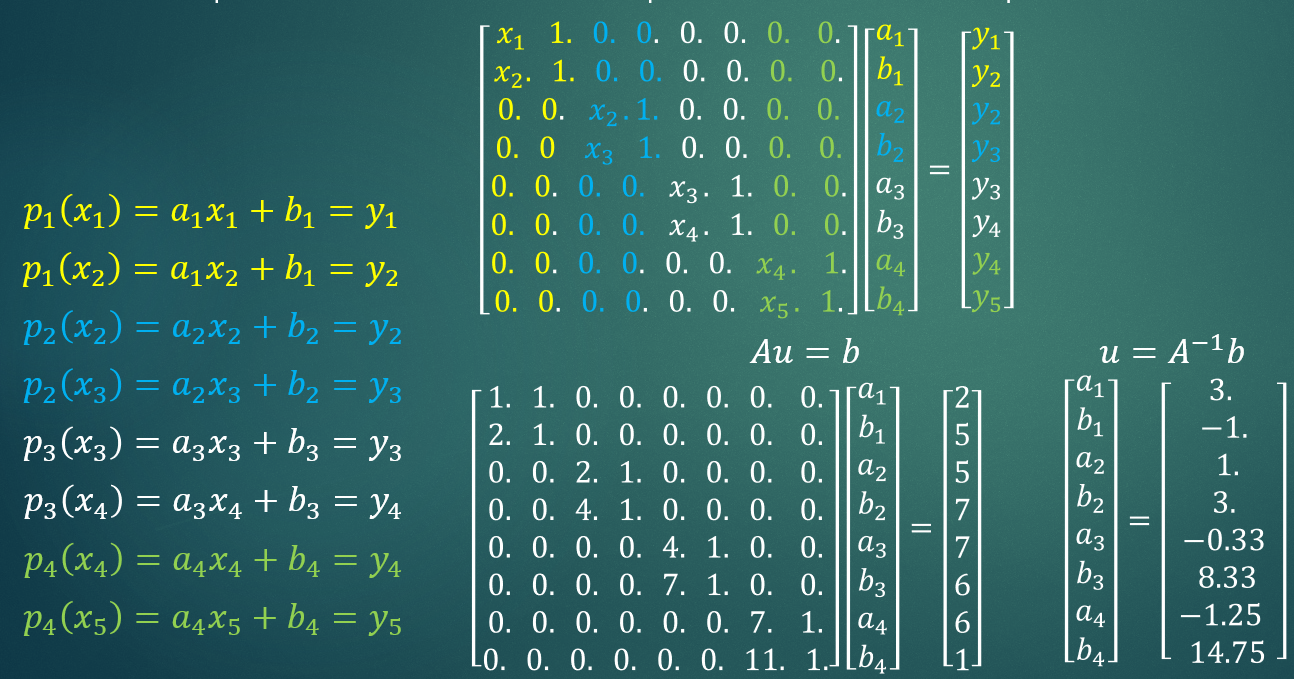 p₁(x₁) = a₁x₁ + b₁ = y₁
p₁(x₂) = a₁x₂ + b₁ = y₂
p₂(x₂) = a₂x₂ + b₂ = y₂
p₂(x₃) = a₂x₃ + b₂ = y₃
p₃(x₃) = a₃x₃ + b₃ = y₃
p₃(x₄) = a₃x₄ + b₃ = y₄
p₄(x₄) = a₄x₄ + b₄ = y₄
p₄(x₅) = a₄x₅ + b₄ = y₅
x₁ 1. 0. 0. 0. 0. 0. 0. a₁ y₁
x₂. 1. 0. 0. 0. 0. 0. 0. b₁ y₂
0. 0. x₂. 1. 0. 0. 0. 0. a₂ y₂
0. 0 x₃ 1. 0. 0. 0. 0. b₂ = y₃
0. 0. 0. 0. x₃. 1. 0. 0. a₃ y₃
0. 0. 0. 0. x₄. 1. 0. 0. b₃ y₄
0. 0. 0. 0. 0. 0. x₄. 1. a₄ y₄
0. 0. 0. 0. 0. 0. x₅. 1. b₄ y₅
Au = b
1. 1. 0. 0. 0. 0. 0. 0. a₁ 2
2. 1. 0. 0. 0. 0. 0. 0. b₁ 5
0. 0. 2. 1. 0. 0. 0. 0. a₂ 5
0. 0. 4. 1. 0. 0. 0. 0. b₂ = 7
0. 0. 0. 0. 4. 1. 0. 0. a₃ 7
0. 0. 0. 0. 7. 1. 0. 0. b₃ 6
0. 0. 0. 0. 0. 0. 7. 1. a₄ 6
0. 0. 0. 0. 0. 0. 11. 1. b₄ 1
u = A⁻¹b
a₁ 3.
b₁ −1.
a₂ 1.
b₂ = 3.
a₃ −0.33
b₃ 8.33
a₄ −1.25
b₄ 14.75